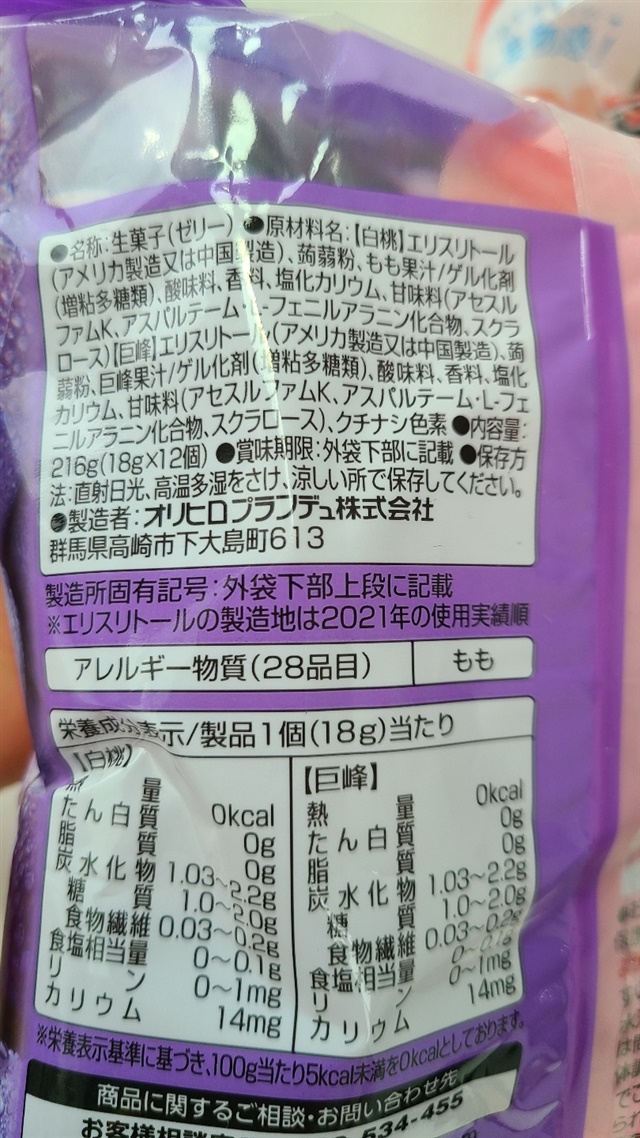 ●名称:生菓子(ゼリー) ●原材料名:【白桃】エリスリトール
(アメリカ製造又は中国製造)、蒟蒻粉、もも果汁/ゲル化剤
(増粘多糖類)、酸味料、香料、塩化カリウム、甘味料(アセスル
ファムK、アスパルテーム・L-フェニルアラニン化合物、スクラ
ロース)【巨峰】エリスリトール(アメリカ製造又は中国製造)、蒟
蒻粉、巨峰果汁/ゲル化剤(増粘多糖類)、酸味料、香料、塩化
カリウム、甘味料(アセスルファムK、アスパルテーム・L-フェ
ニルアラニン化合物、スクラロース)、クチナシ色素 ●内容量:
216g(18g×12個) ●賞味期限:外袋下部に記載 ●保存方
法:直射日光、高温多湿をさけ、涼しい所で保存してください。
●製造者:オリヒロプランデュ株式会社
群馬県高崎市下大島町613
製造所固有記号:外袋下部上段に記載
※エリスリトールの製造地は2021年の使用実績順
アレルギー物質(28品目) もも
栄養成分表示/製品1個(18g)当たり
【白桃】
熱量 0kcal
たん白質 0g
脂質 0g
炭水化物 1.03~2.2g
糖質 1.0~2.0g
食物繊維 0.03~0.2g
食塩相当量 0~0.1g
リン 0~1mg
カリウム 14mg
【巨峰】
熱量 0kcal
たん白質 0g
脂質 0g
炭水化物 1.03~2.2g
糖質 1.0~2.0g
食物繊維 0.03~0.2g
食塩相当量 0~0.1g
リン 0~1mg
カリウム 14mg
※栄養表示基準に基づき、100g当たり5kcal未満を0kcalとしております。
商品に関するご相談・お問い合わせ先
お客様相談 534-455